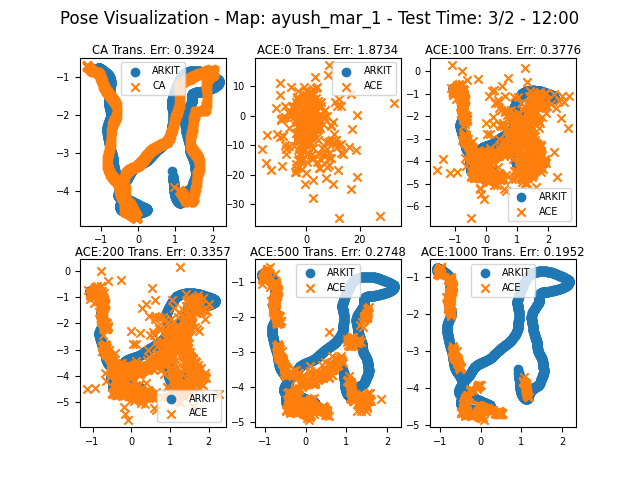 Pose Visualization - Map: ayush_mar_1 - Test Time: 3/2 - 12:00
CA Trans. Err: 0.3924
ARKIT
CA
−1
−2
−3
−4
−1 0 1 2
ACE:0 Trans. Err: 1.8734
ARKIT
ACE
10
0
−10
−20
−30
0 20
ACE:100 Trans. Err: 0.3776
0
−1
−2
−3
−4
−5
−6
ARKIT
ACE
−1 0 1 2
ACE:200 Trans. Err: 0.3357
0
−1
−2
−3
−4
−5
ARKIT
ACE
−1 0 1 2
ACE:500 Trans. Err: 0.2748
ARKIT
ACE
−1
−2
−3
−4
−5
−1 0 1 2
ACE:1000 Trans. Err: 0.1952
ARKIT
ACE
−1
−2
−3
−4
−5
−1 0 1 2